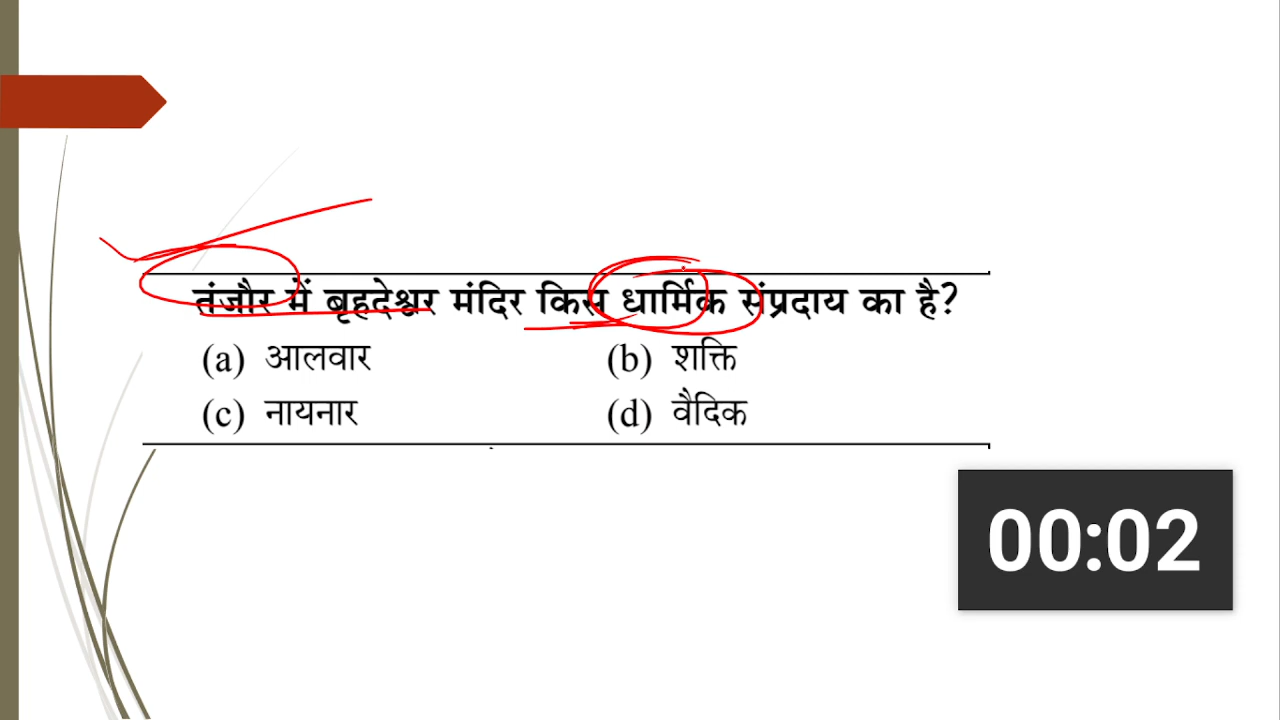 तंजौर में बृहदेश्वर मंदिर किस धार्मिक संप्रदाय का है?
(a) आलवार (b) शक्ति
(c) नायनार (d) वैदिक
00:02